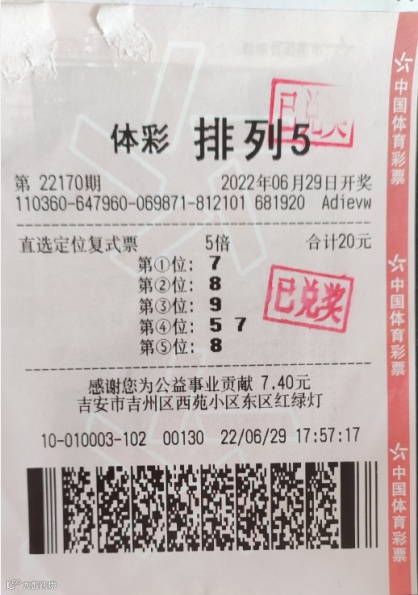 体彩 排列5
已兑奖
第 22170期 2022年06月29日开奖
110360-647960-069871-812101 681920 Adievw
直选定位复式票 5倍 合计20元
第①位: 7
第②位: 8
第③位: 9
第④位: 5 7
第⑤位: 8
已兑奖
感谢您为公益事业贡献 7.40元
吉安市吉州区西苑小区东区红绿灯
10-010003-102 00130 22/06/29 17:57:17
中国体育彩票
中国体育彩票
中国体育彩票